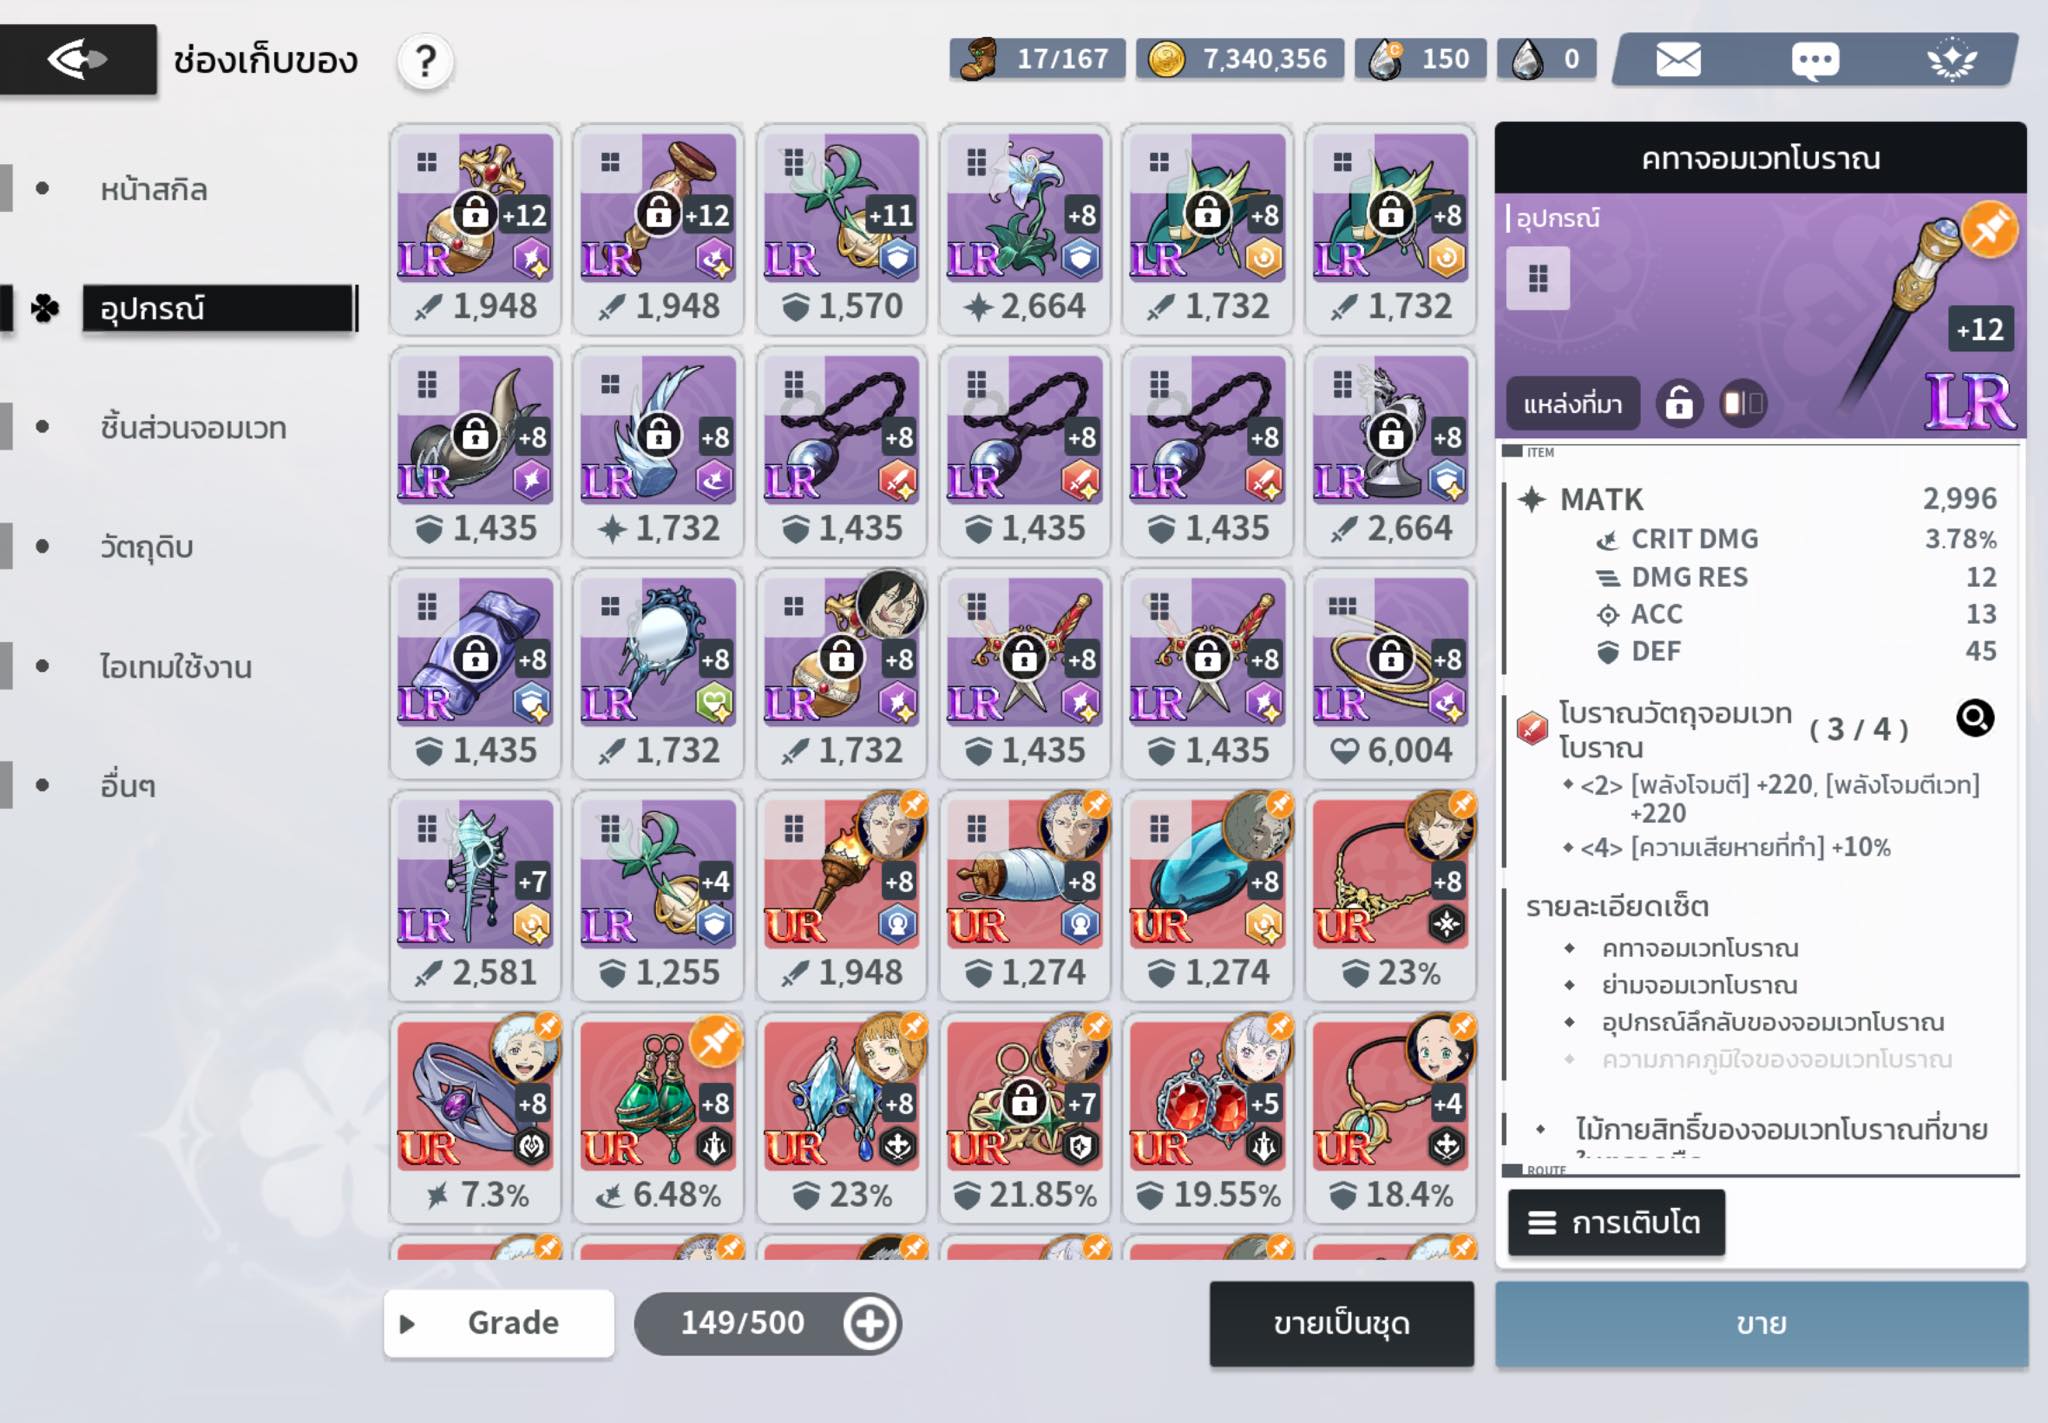 ช่องเก็บของ
?
17/167
7,340,356
150
0
หน้าสกิล
อุปกรณ์
ชิ้นส่วนจอมเวท
วัตถุดิบ
ไอเทมใช้งาน
อื่นๆ
+12 +12 +11 +8 +8 +8
LR LR LR LR LR LR
1,948 1,948 1,570 2,664 1,732 1,732
+8 +8 +8 +8 +8 +8
LR LR LR LR LR LR
1,435 1,732 1,435 1,435 1,435 2,664
+8 +8 +8 +8 +8 +8
LR LR LR LR LR LR
1,435 1,732 1,732 1,435 1,435 6,004
+7 +4 +8 +8 +8 +8
LR LR UR UR UR UR
2,581 1,255 1,948 1,274 1,274 23%
+8 +8 +8 +7 +5 +4
UR UR UR UR UR UR
7.3% 6.48% 23% 21.85% 19.55% 18.4%
Grade
149/500
ขายเป็นชุด
คทาจอมเวทโบราณ
อุปกรณ์
+12
แหล่งที่มา
LR
ITEM
MATK 2,996
CRIT DMG 3.78%
DMG RES 12
ACC 13
DEF 45
โบราณวัตถุจอมเวท
โบราณ
( 3 / 4 )
<2> [พลังโจมตี] +220, [พลังโจมตีเวท]
+220
<4> [ความเสียหายที่ทำ] +10%
รายละเอียดเซ็ต
คทาจอมเวทโบราณ
ย่ามจอมเวทโบราณ
อุปกรณ์ลึกลับของจอมเวทโบราณ
ความภาคภูมิใจของจอมเวทโบราณ
ไม้กายสิทธิ์ของจอมเวทโบราณที่ขาย
ROUTE
การเติบโต
ขาย